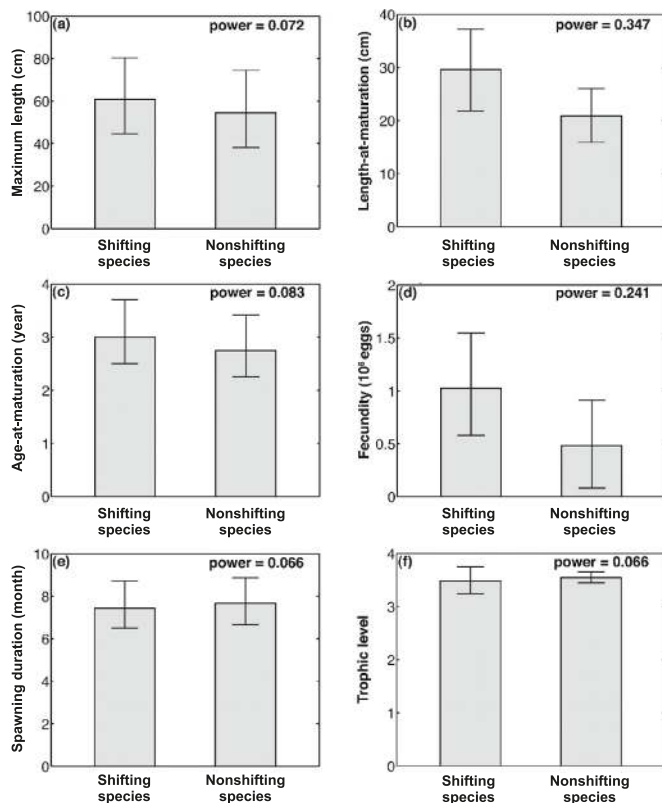 (a)
power = 0.072
Maximum length (cm)
100
80
60
40
20
0
Shifting species
Nonshifting species
(b)
power = 0.347
Length-at-maturation (cm)
40
30
20
10
0
Shifting species
Nonshifting species
(c)
power = 0.083
Age-at-maturation (year)
4
3
2
1
0
Shifting species
Nonshifting species
(d)
power = 0.241
Fecundity (10⁶ eggs)
2
1.5
1
0.5
0
Shifting species
Nonshifting species
(e)
power = 0.066
Spawning duration (month)
10
8
6
4
2
0
Shifting species
Nonshifting species
(f)
power = 0.066
Trophic level
4
3
2
1
0
Shifting species
Nonshifting species